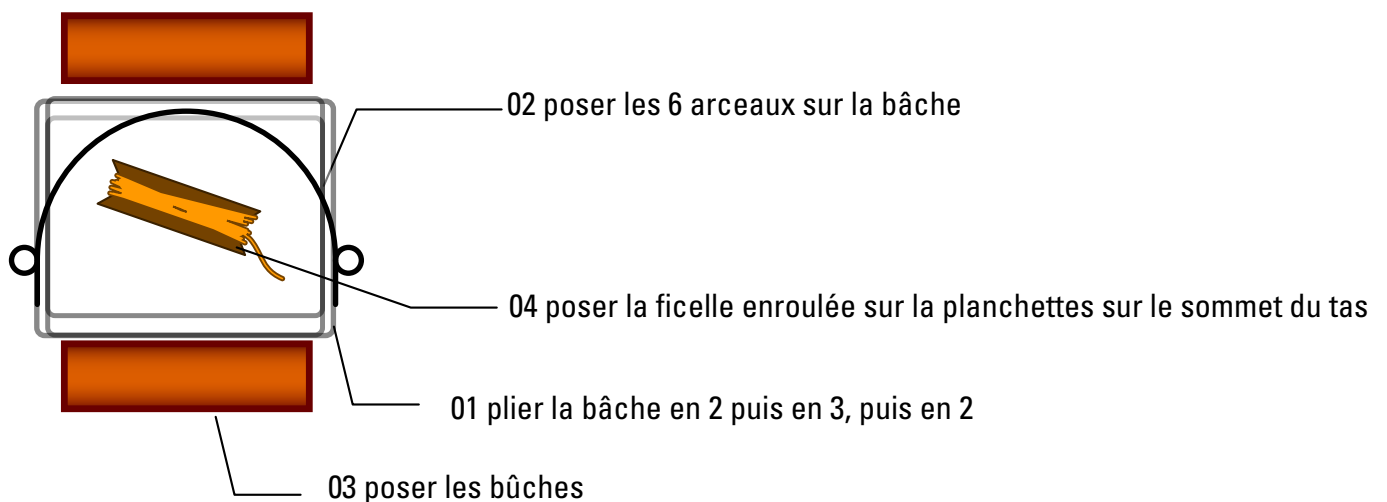 02 poser les 6 arceaux sur la bâche
04 poser la ficelle enroulée sur la planchettes sur le sommet du tas
01 plier la bâche en 2 puis en 3, puis en 2
03 poser les bûches